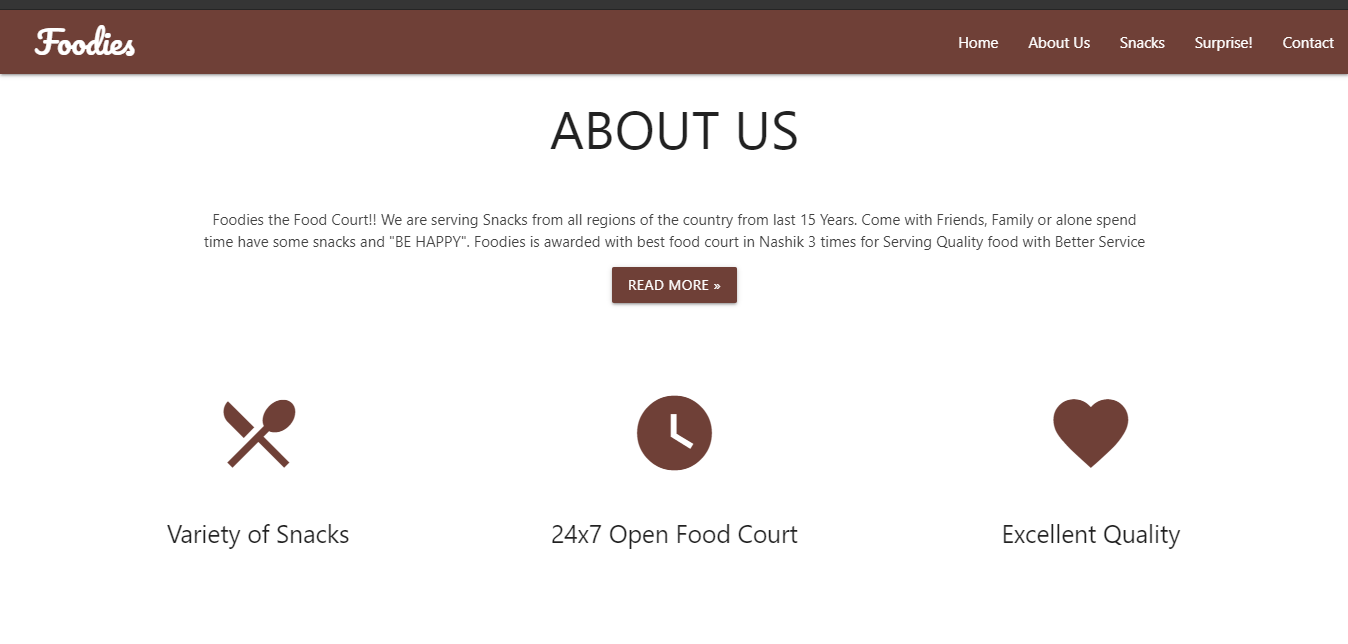 Foodies
Home About Us Snacks Surprise! Contact
ABOUT US
Foodies the Food Court!! We are serving Snacks from all regions of the country from last 15 Years. Come with Friends, Family or alone spend
time have some snacks and "BE HAPPY". Foodies is awarded with best food court in Nashik 3 times for Serving Quality food with Better Service
READ MORE »
Variety of Snacks
24x7 Open Food Court
Excellent Quality